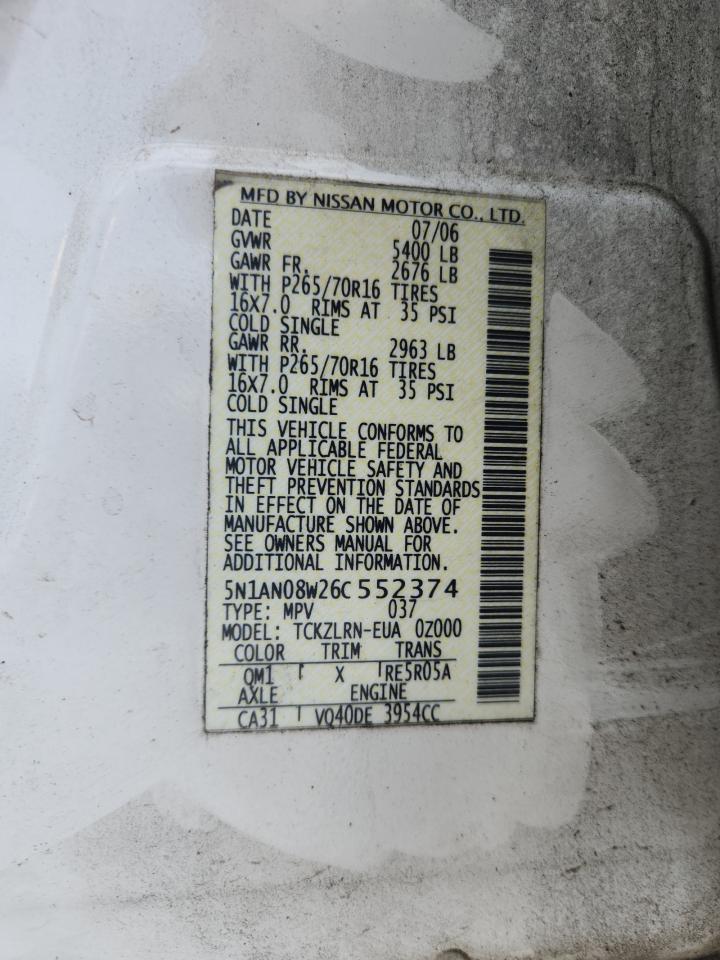 MFD BY NISSAN MOTOR CO., LTD.
DATE 07/06
GVWR 5400 LB
GAWR FR. 2676 LB
WITH P265/70R16 TIRES
16X7.0 RIMS AT 35 PSI
COLD SINGLE
GAWR RR. 2963 LB
WITH P265/70R16 TIRES
16X7.0 RIMS AT 35 PSI
COLD SINGLE
THIS VEHICLE CONFORMS TO
ALL APPLICABLE FEDERAL
MOTOR VEHICLE SAFETY AND
THEFT PREVENTION STANDARDS
IN EFFECT ON THE DATE OF
MANUFACTURE SHOWN ABOVE.
SEE OWNERS MANUAL FOR
ADDITIONAL INFORMATION.
5N1AN08W26C552374
TYPE: MPV 037
MODEL: TCKZLRN-EUA 0Z000
COLOR TRIM TRANS
QM1 X RE5R05A
AXLE ENGINE
CA31 VQ40DE 3954CC